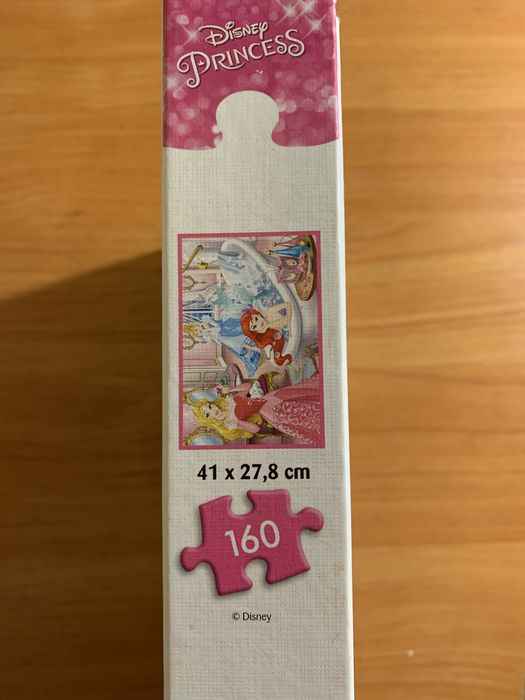 Disney
PRINCESS
41 x 27,8 cm
160
© Disney